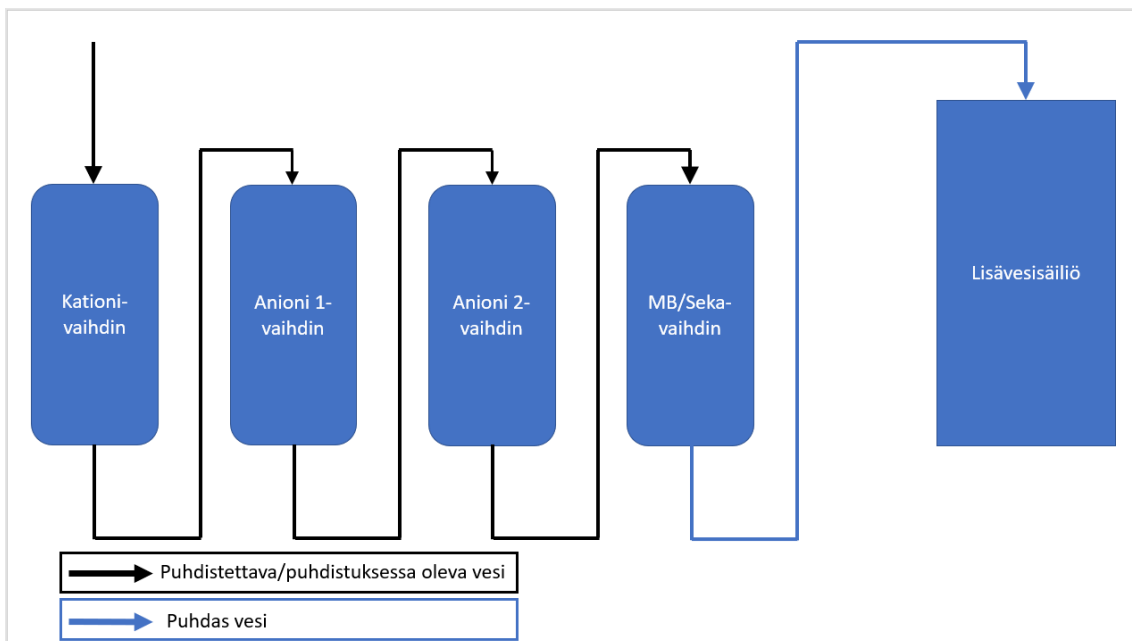 Kationi-
vaihdin
Anioni 1-
vaihdin
Anioni 2-
vaihdin
MB/Seka-
vaihdin
Lisävesisäiliö
Puhdistettava/puhdistuksessa oleva vesi
Puhdas vesi